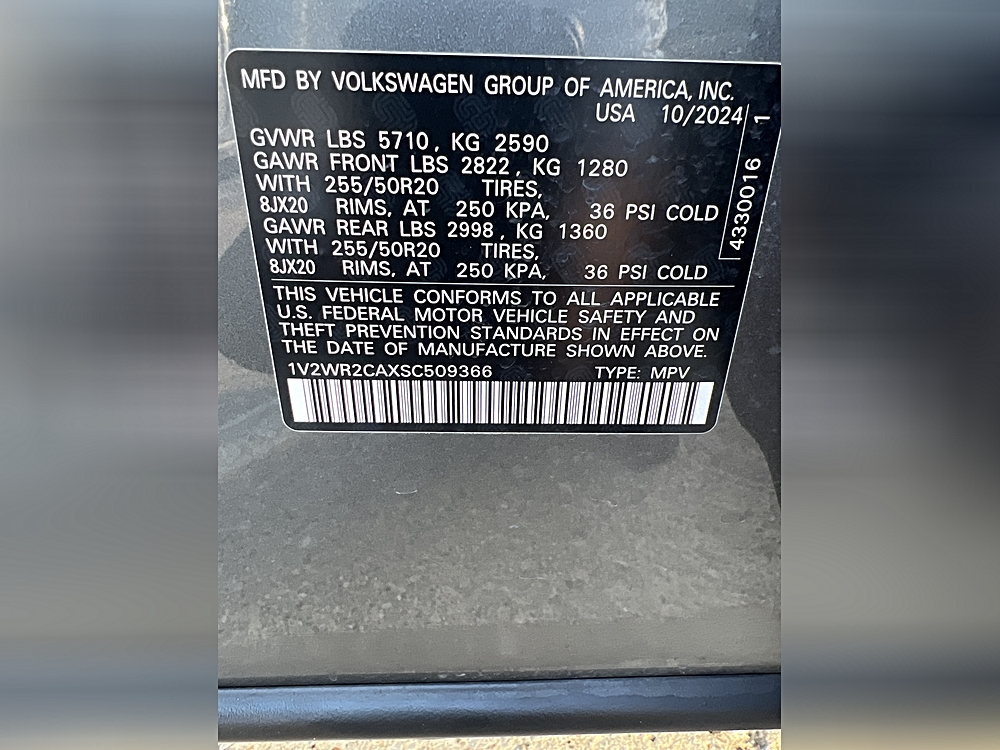 MFD BY VOLKSWAGEN GROUP OF AMERICA, INC.
USA 10/2024
GVWR LBS 5710, KG 2590
GAWR FRONT LBS 2822, KG 1280
WITH 255/50R20 TIRES,
8JX20 RIMS, AT 250 KPA, 36 PSI COLD
GAWR REAR LBS 2998, KG 1360
WITH 255/50R20 TIRES,
8JX20 RIMS, AT 250 KPA, 36 PSI COLD
THIS VEHICLE CONFORMS TO ALL APPLICABLE
U.S. FEDERAL MOTOR VEHICLE SAFETY AND
THEFT PREVENTION STANDARDS IN EFFECT ON
THE DATE OF MANUFACTURE SHOWN ABOVE.
1V2WR2CAXSC509366 TYPE: MPV
4330016 1